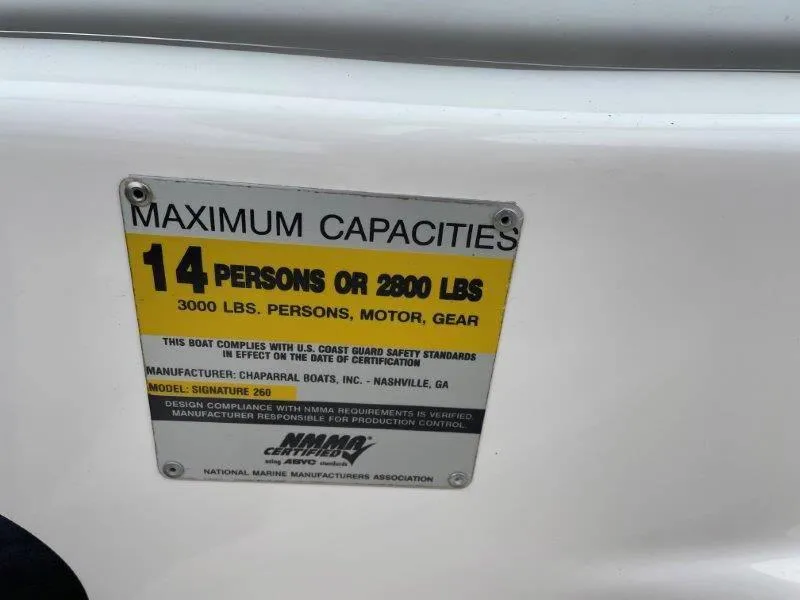 MAXIMUM CAPACITIES
14 PERSONS OR 2800 LBS
3000 LBS. PERSONS, MOTOR, GEAR
THIS BOAT COMPLIES WITH U.S. COAST GUARD SAFETY STANDARDS
IN EFFECT ON THE DATE OF CERTIFICATION
MANUFACTURER: CHAPARRAL BOATS, INC. - NASHVILLE, GA
MODEL: SIGNATURE 260
DESIGN COMPLIANCE WITH NMMA REQUIREMENTS IS VERIFIED.
MANUFACTURER RESPONSIBLE FOR PRODUCTION CONTROL.
NMMA
CERTIFIED
using ABYC standards
NATIONAL MARINE MANUFACTURERS ASSOCIATION